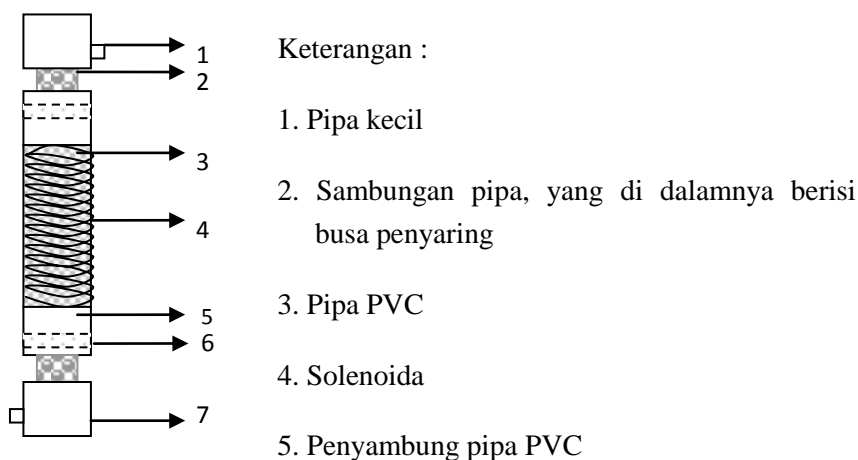 1
2
3
4
5
6
7
Keterangan :
1. Pipa kecil
2. Sambungan pipa, yang di dalamnya berisi
busa penyaring
3. Pipa PVC
4. Solenoida
5. Penyambung pipa PVC